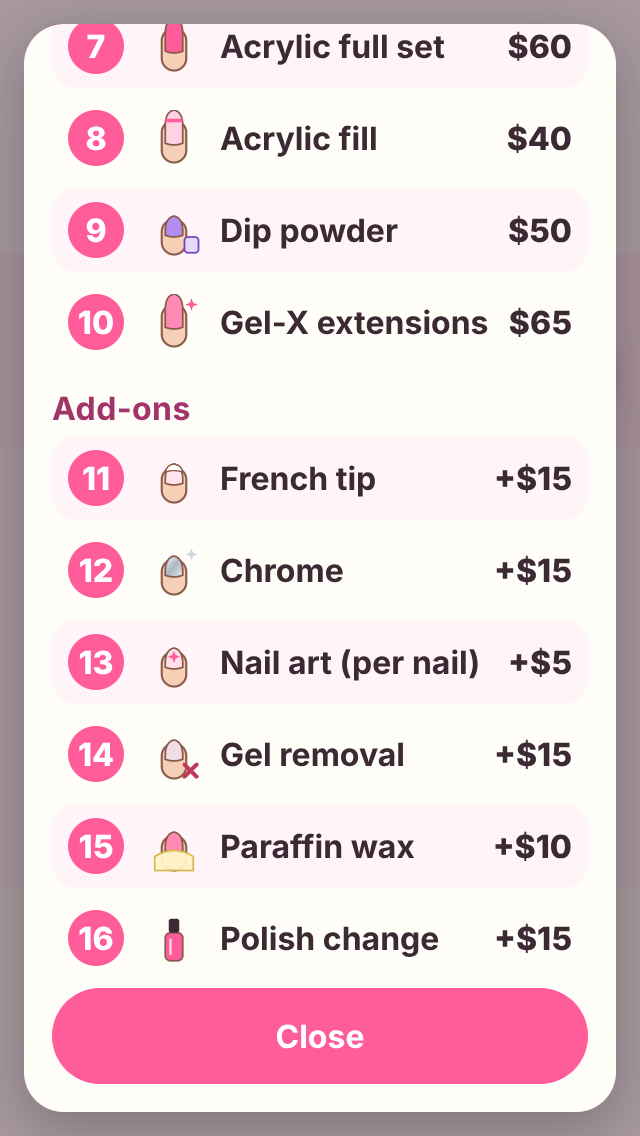 7 Acrylic full set $60
8 Acrylic fill $40
9 Dip powder $50
10 Gel-X extensions $65
Add-ons
11 French tip +$15
12 Chrome +$15
13 Nail art (per nail) +$5
14 Gel removal +$15
15 Paraffin wax +$10
16 Polish change +$15
Close